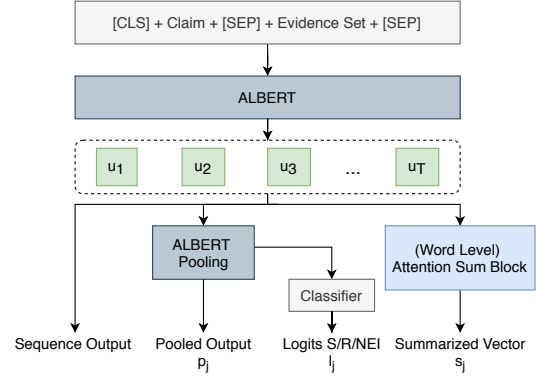 [CLS] + Claim + [SEP] + Evidence Set + [SEP]
ALBERT
u1 u2 u3 ... uT
ALBERT
Pooling
(Word Level)
Attention Sum Block
Classifier
Sequence Output
Pooled Output
pj
Logits S/R/NEI
lj
Summarized Vector
sj